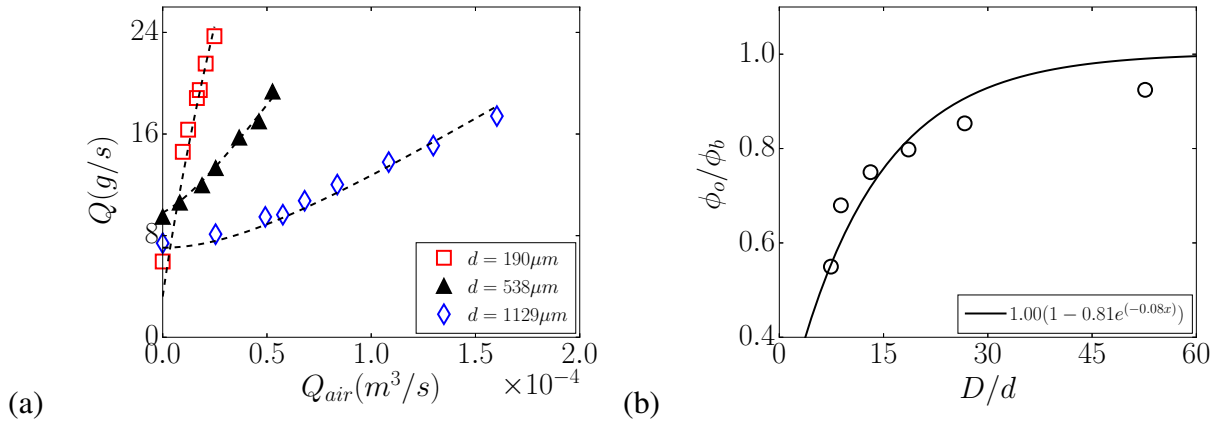 24
16
8
0
Q(g/s)
0.0 0.5 1.0 1.5 2.0
Q_{air}(m^3/s) ×10^{-4}
d = 190μm
d = 538μm
d = 1129μm
(a)
1.0
0.8
0.6
0.4
ϕ_o/ϕ_b
0 15 30 45 60
D/d
1.00(1 − 0.81e^{(−0.08x)})
(b)